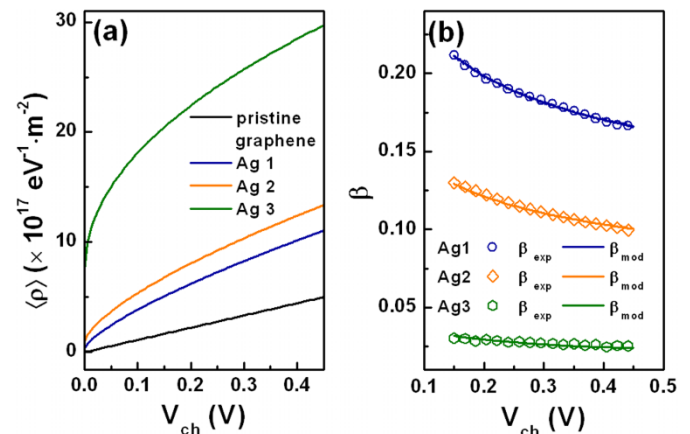 (a)
30
20
10
0
⟨ρ⟩ (× 10¹⁷ eV⁻¹·m⁻²)
pristine
graphene
Ag 1
Ag 2
Ag 3
0.0 0.1 0.2 0.3 0.4
V_ch (V)
(b)
0.20
0.15
0.10
0.05
β
Ag1 β_exp β_mod
Ag2 β_exp β_mod
Ag3 β_exp β_mod
0.1 0.2 0.3 0.4 0.5
V_ch (V)